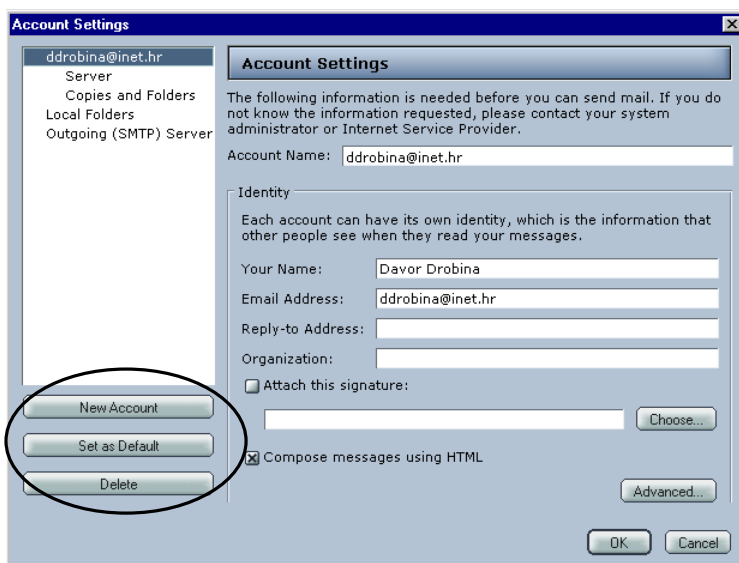 Account Settings
ddrobina@inet.hr
Server
Copies and Folders
Local Folders
Outgoing (SMTP) Server
New Account
Set as Default
Delete
Account Settings
The following information is needed before you can send mail. If you do
not know the information requested, please contact your system
administrator or Internet Service Provider.
Account Name: ddrobina@inet.hr
Identity
Each account can have its own identity, which is the information that
other people see when they read your messages.
Your Name: Davor Drobina
Email Address: ddrobina@inet.hr
Reply-to Address:
Organization:
Attach this signature:
Choose...
Compose messages using HTML
Advanced...
OK Cancel